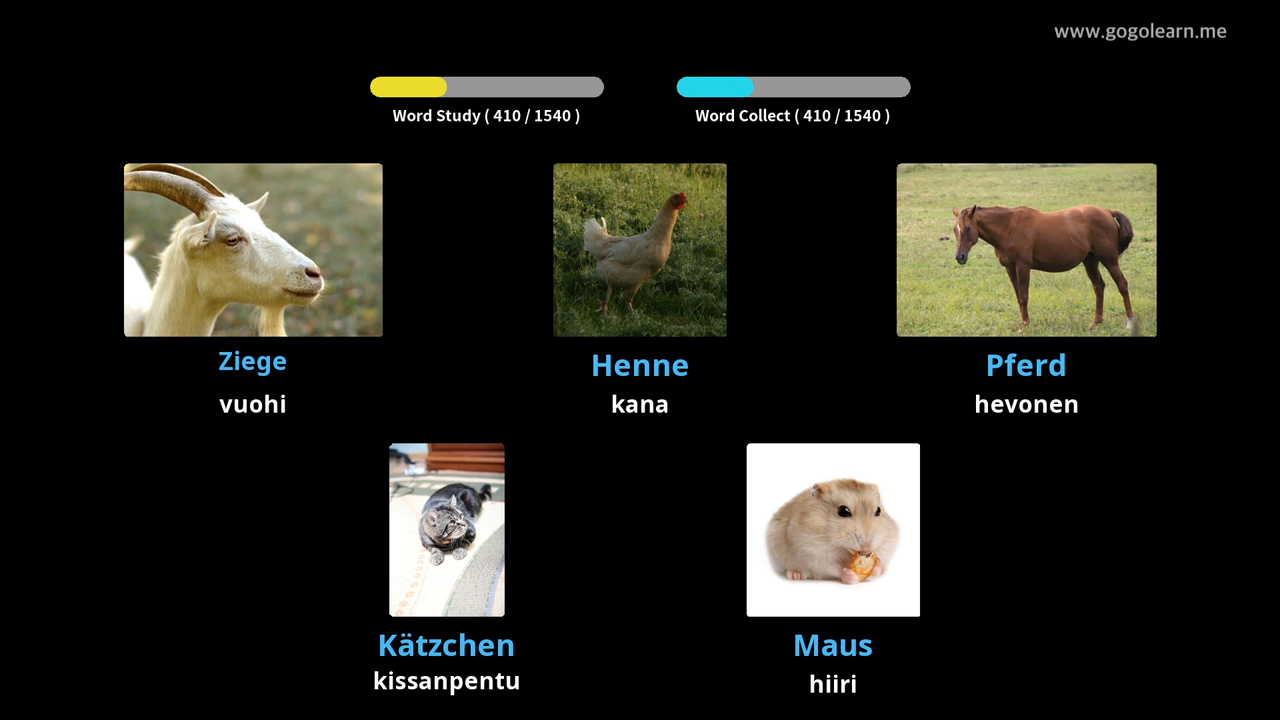 www.gogolearn.me
Word Study ( 410 / 1540 )
Word Collect ( 410 / 1540 )
Ziege
vuohi
Henne
kana
Pferd
hevonen
Kätzchen
kissanpentu
Maus
hiiri